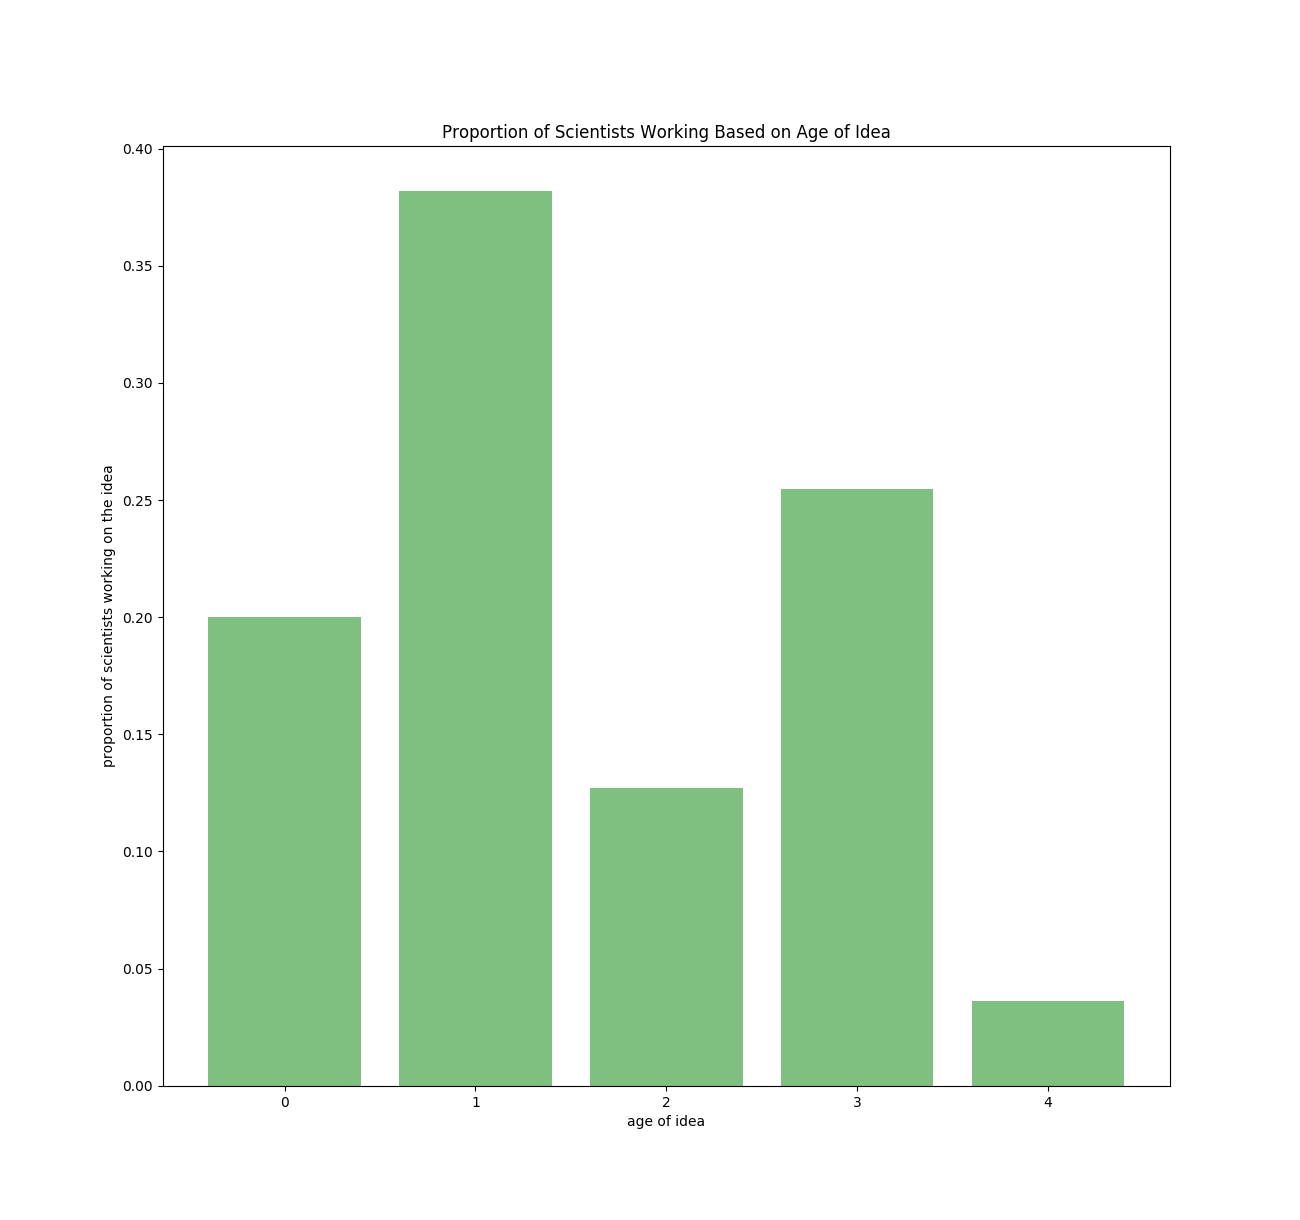 Proportion of Scientists Working Based on Age of Idea
0.40
0.35
0.30
0.25
0.20
0.15
0.10
0.05
0.00
proportion of scientists working on the idea
0 1 2 3 4
age of idea